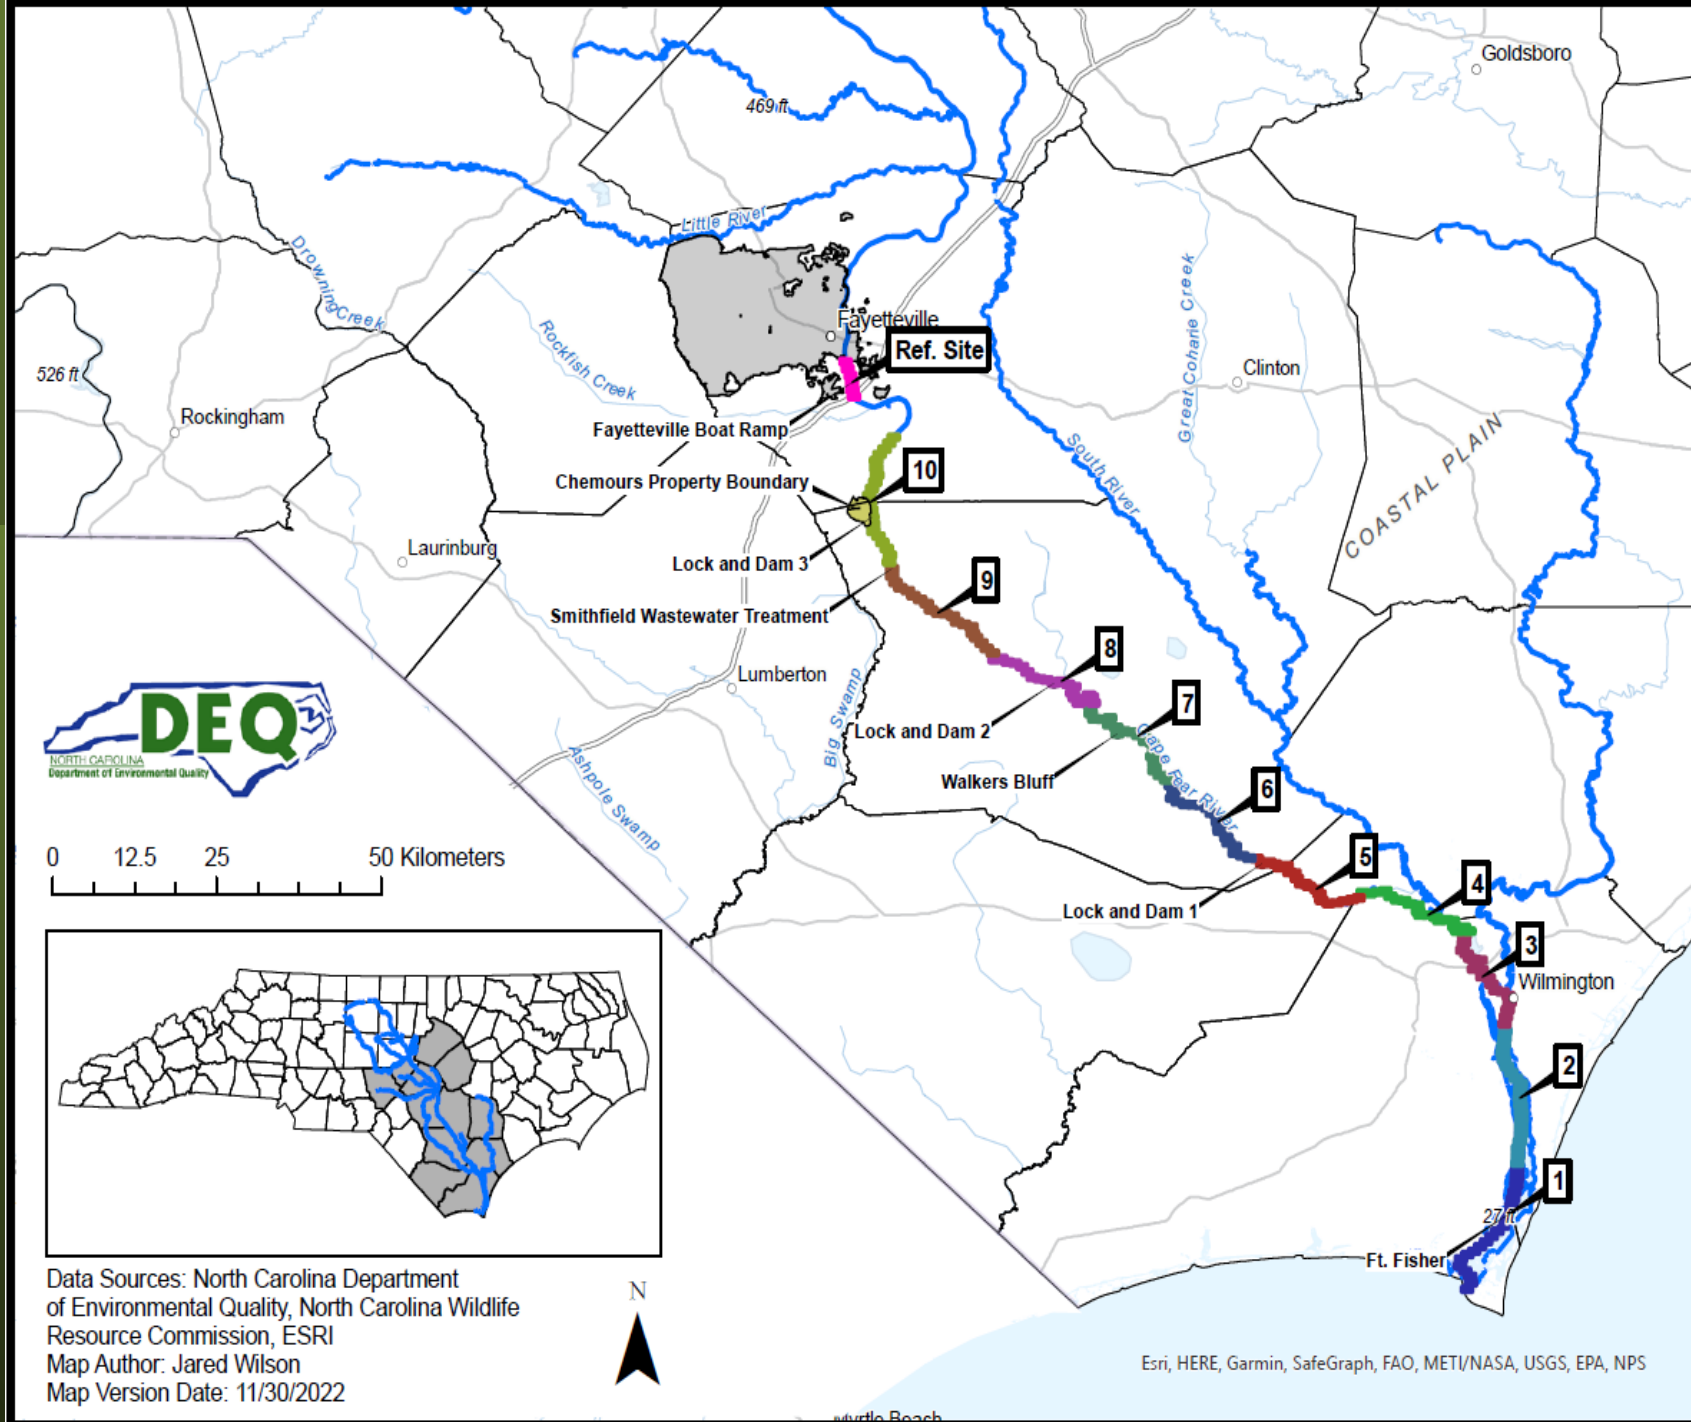 Goldsboro
469 ft
Little River
Drowning Creek
Fayetteville
Ref. Site
Great Coharie Creek
Rockfish Creek
Clinton
526 ft
Rockingham
Fayetteville Boat Ramp
South River
COASTAL PLAIN
10
Chemours Property Boundary
Laurinburg
Lock and Dam 3
9
Smithfield Wastewater Treatment
8
Lumberton
7
Big Swamp
Lock and Dam 2
Cape Fear River
DEQ
NORTH CAROLINA
Department of Environmental Quality
Walkers Bluff
6
Ashpole Swamp
0 12.5 25 50 Kilometers
5
4
Lock and Dam 1
3
Wilmington
2
1
27 ft
Ft. Fisher
Data Sources: North Carolina Department
of Environmental Quality, North Carolina Wildlife
Resource Commission, ESRI
Map Author: Jared Wilson
Map Version Date: 11/30/2022
N
Esri, HERE, Garmin, SafeGraph, FAO, METI/NASA, USGS, EPA, NPS
Myrtle Beach